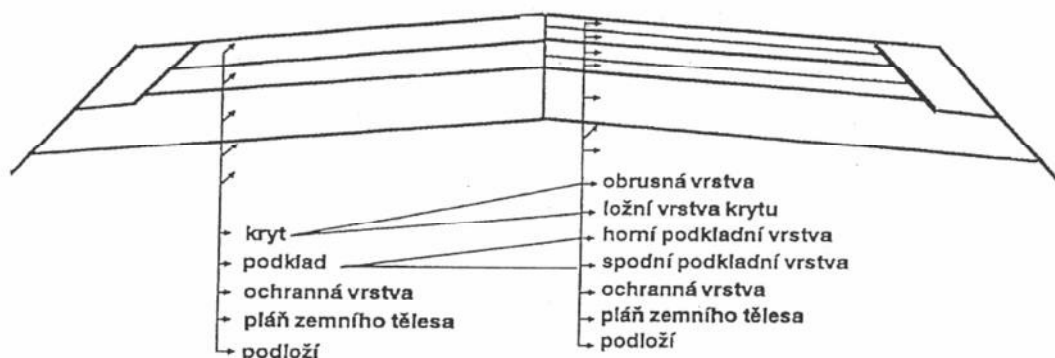 kryt
podklad
ochranná vrstva
pláň zemního tělesa
podloží
obrusná vrstva
ložní vrstva krytu
horní podkladní vrstva
spodní podkladní vrstva
ochranná vrstva
pláň zemního tělesa
podloží